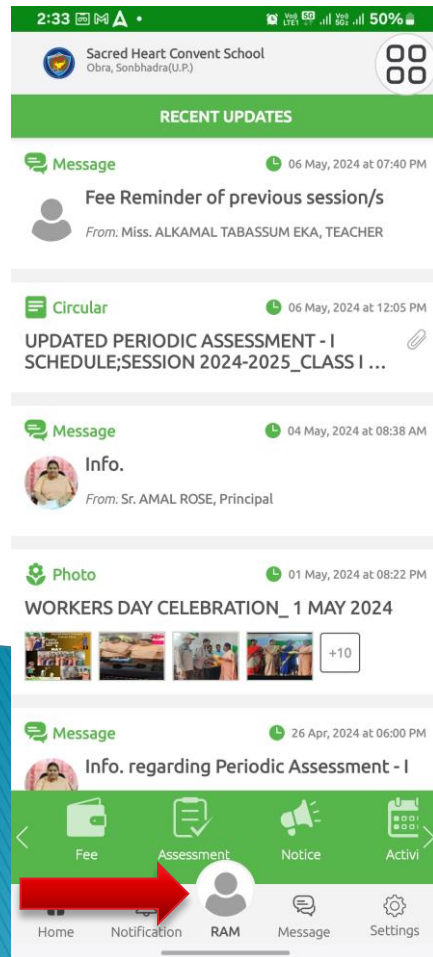 2:33 50%
Sacred Heart Convent School
Obra, Sonbhadra(U.P.)
RECENT UPDATES
Message 06 May, 2024 at 07:40 PM
Fee Reminder of previous session/s
From: Miss. ALKAMAL TABASSUM EKA, TEACHER
Circular 06 May, 2024 at 12:05 PM
UPDATED PERIODIC ASSESSMENT - I
SCHEDULE;SESSION 2024-2025_CLASS I ...
Message 04 May, 2024 at 08:38 AM
Info.
From: Sr. AMAL ROSE, Principal
Photo 01 May, 2024 at 08:22 PM
WORKERS DAY CELEBRATION_ 1 MAY 2024
+10
Message 26 Apr, 2024 at 06:00 PM
Info. regarding Periodic Assessment - I
Fee Assessment Notice Activi
Home Notification RAM Message Settings